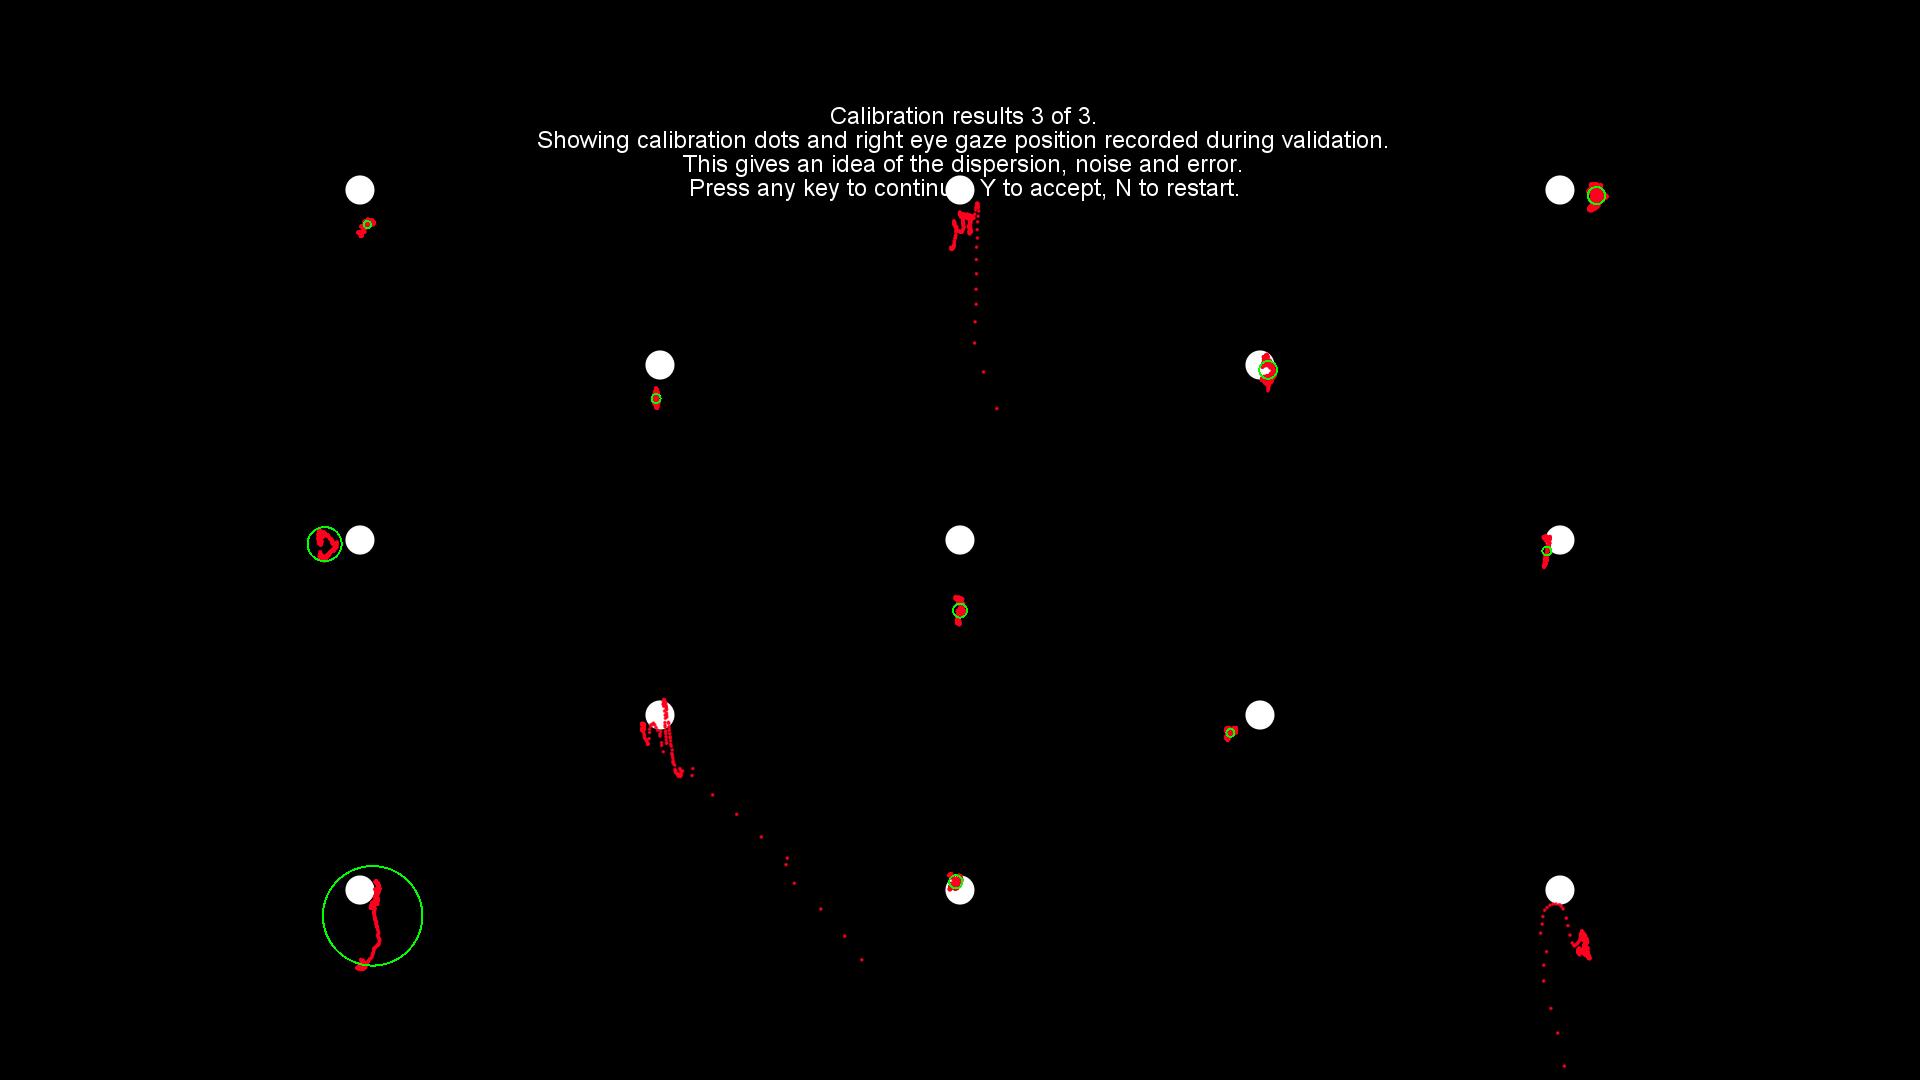 Calibration results 3 of 3.
Showing calibration dots and right eye gaze position recorded during validation.
This gives an idea of the dispersion, noise and error.
Press any key to continue, Y to accept, N to restart.